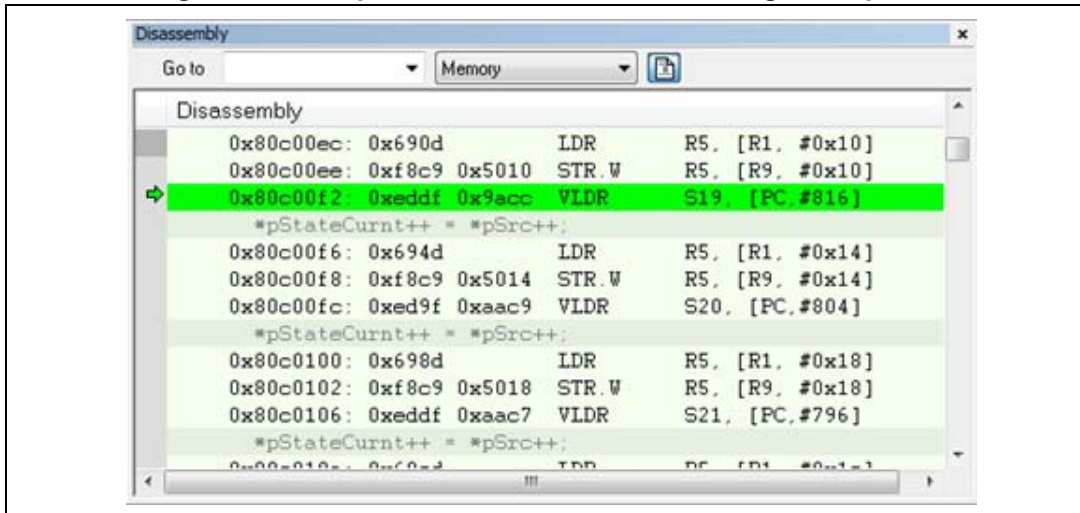 Disassembly
Go to Memory
Disassembly
0x80c00ec: 0x690d LDR R5, [R1, #0x10]
0x80c00ee: 0xf8c9 0x5010 STR.W R5, [R9, #0x10]
0x80c00f2: 0xeddf 0x9acc VLDR S19, [PC,#816]
*pStateCurnt++ = *pSrc++;
0x80c00f6: 0x694d LDR R5, [R1, #0x14]
0x80c00f8: 0xf8c9 0x5014 STR.W R5, [R9, #0x14]
0x80c00fc: 0xed9f 0xaac9 VLDR S20, [PC,#804]
*pStateCurnt++ = *pSrc++;
0x80c0100: 0x698d LDR R5, [R1, #0x18]
0x80c0102: 0xf8c9 0x5018 STR.W R5, [R9, #0x18]
0x80c0106: 0xeddf 0xaac7 VLDR S21, [PC,#796]
*pStateCurnt++ = *pSrc++;